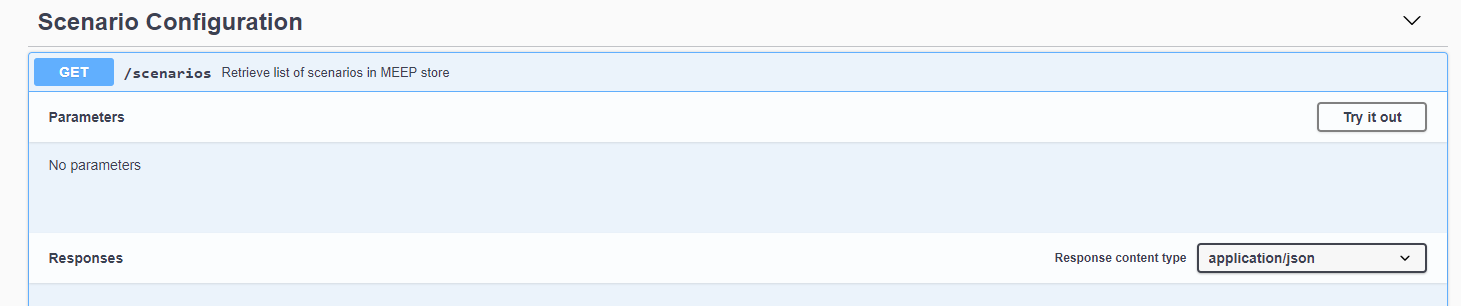 Scenario Configuration
GET /scenarios Retrieve list of scenarios in MEEP store
Parameters Try it out
No parameters
Responses Response content type application/json